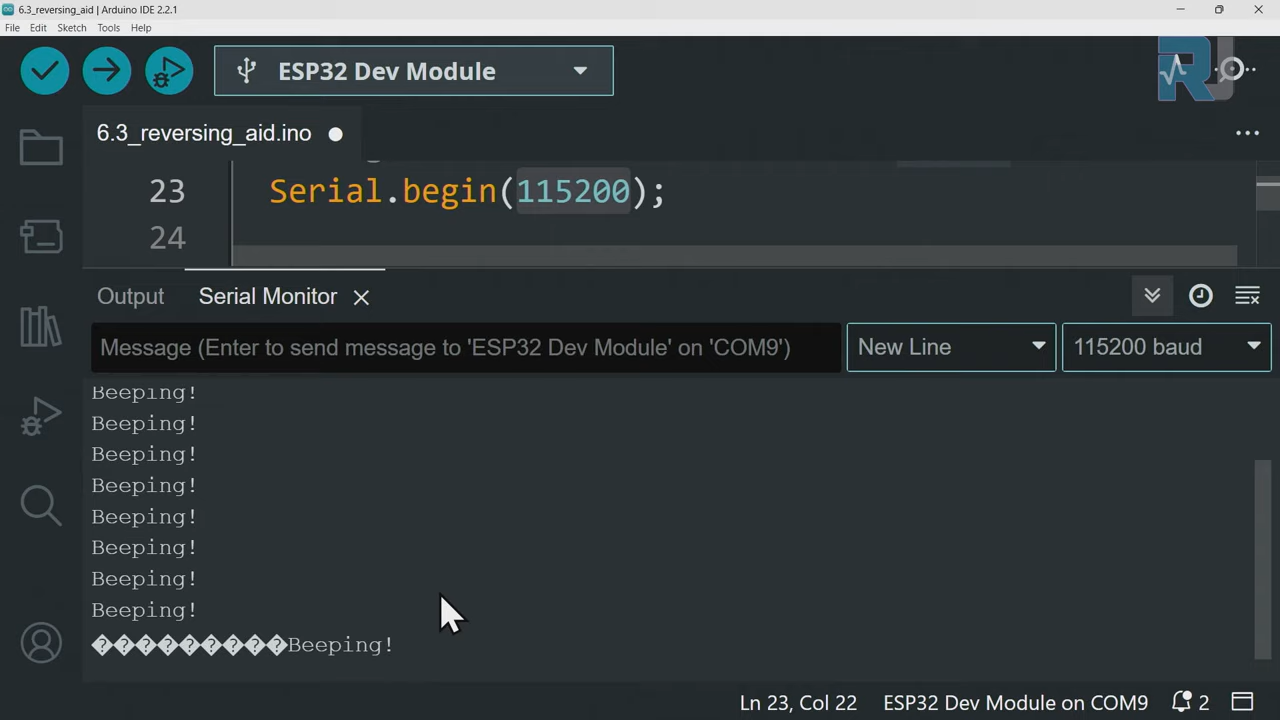 6.3_reversing_aid | Arduino IDE 2.2.1
File Edit Sketch Tools Help
ESP32 Dev Module
RJ
6.3_reversing_aid.ino
23 Serial.begin(115200);
24
Output Serial Monitor
Message (Enter to send message to 'ESP32 Dev Module' on 'COM9') New Line 115200 baud
Beeping!
Beeping!
Beeping!
Beeping!
Beeping!
Beeping!
Beeping!
Beeping!
���������Beeping!
Ln 23, Col 22 ESP32 Dev Module on COM9 2